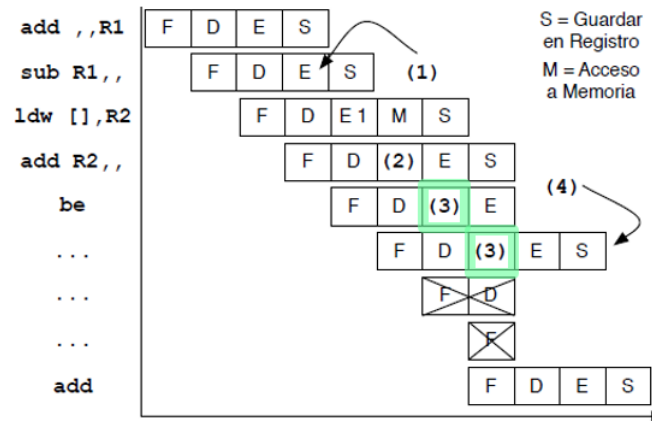 add ,,R1 F D E S
S = Guardar
en Registro
sub R1,, F D E S (1)
M = Acceso
a Memoria
ldw [],R2 F D E1 M S
add R2,, F D (2) E S
be F D (3) E (4)
... F D (3) E S
... F D
... F
add F D E S